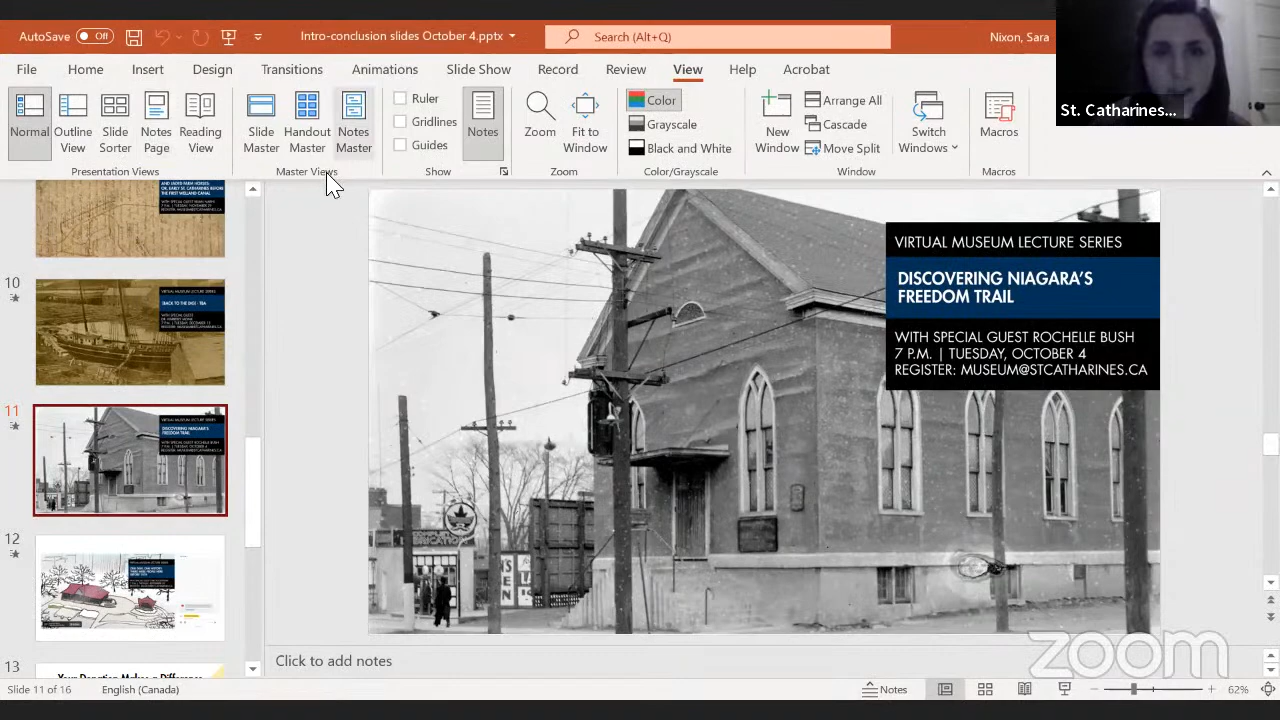 AutoSave Off
Intro-conclusion slides October 4.pptx
Search (Alt+Q)
Nixon, Sara
File Home Insert Design Transitions Animations Slide Show Record Review View Help Acrobat
Normal
Outline View
Slide Sorter
Notes Page
Reading View
Presentation Views
Slide Master
Handout Master
Notes Master
Master Views
Ruler
Gridlines
Guides
Show
Notes
Zoom
Fit to Window
Zoom
Color
Grayscale
Black and White
Color/Grayscale
New Window
Arrange All
Cascade
Move Split
Window
Switch Windows
Macros
Macros
St. Catharines...
10
11
12
13
VIRTUAL MUSEUM LECTURE SERIES
DISCOVERING NIAGARA'S
FREEDOM TRAIL
WITH SPECIAL GUEST ROCHELLE BUSH
7 P.M. | TUESDAY, OCTOBER 4
REGISTER: MUSEUM@STCATHARINES.CA
Click to add notes
zoom
Slide 11 of 16 English (Canada) Notes 62%